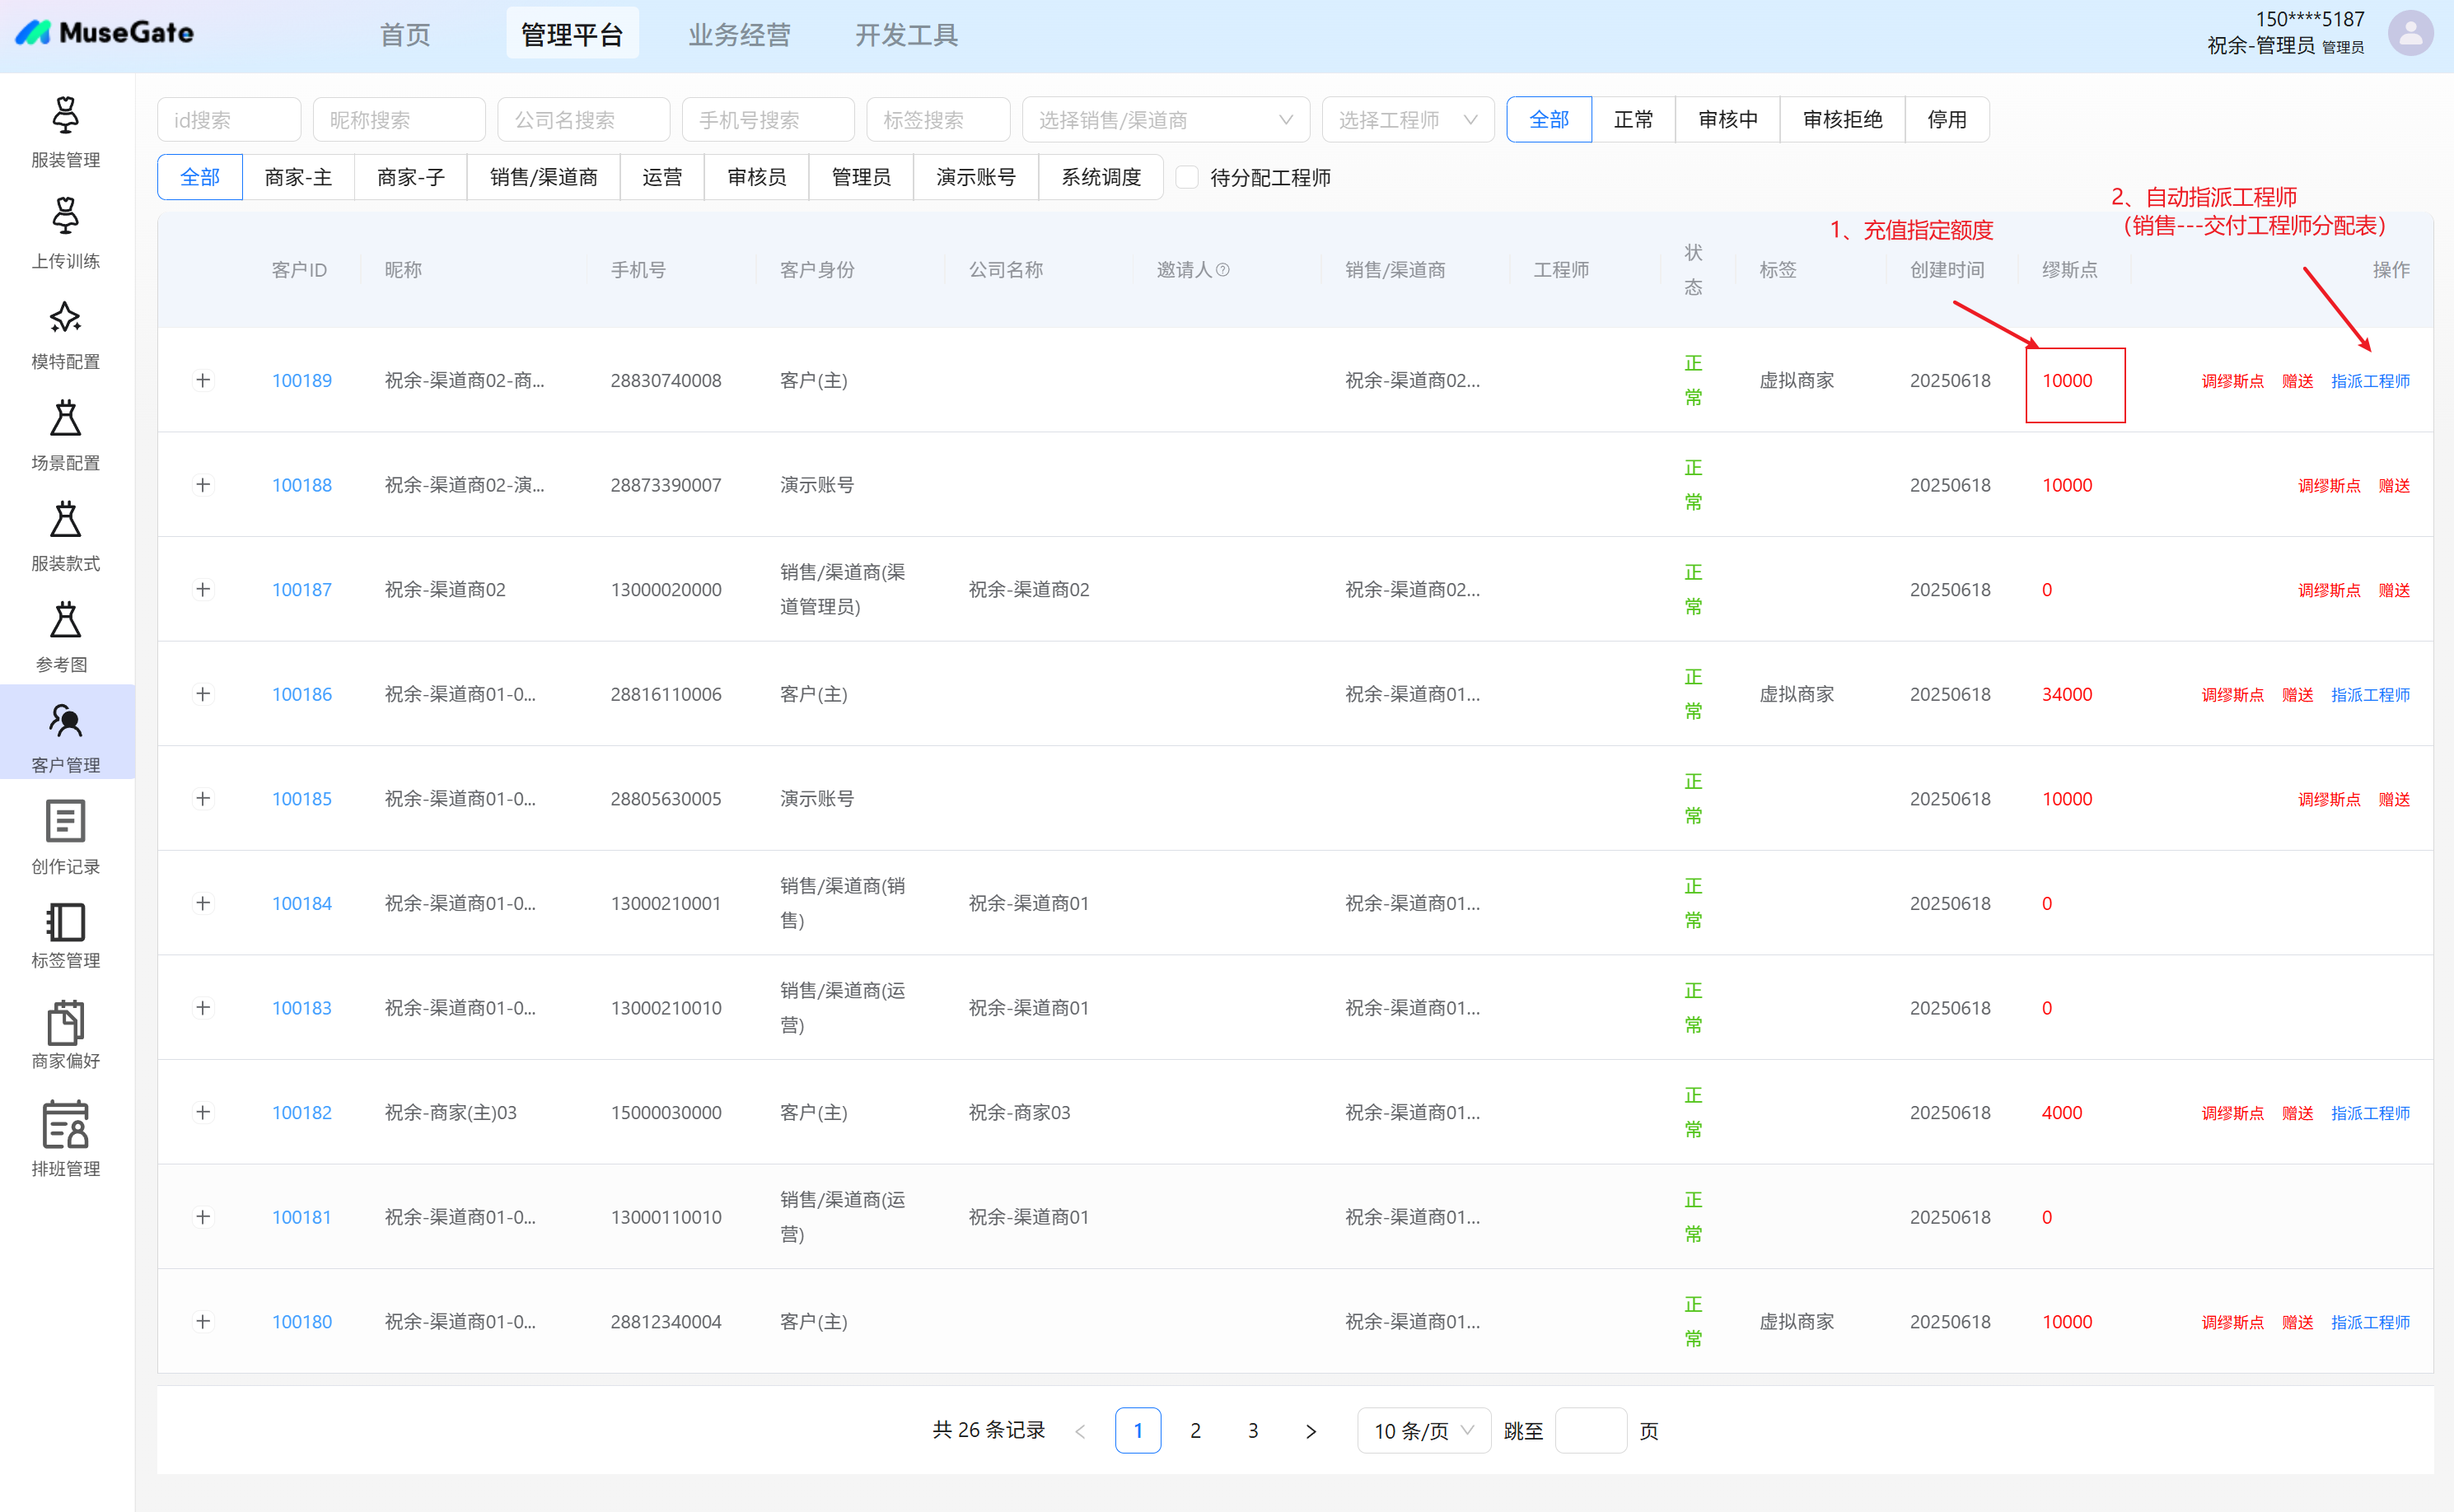 MuseGate
首页
管理平台
业务经营
开发工具
150****5187
祝余-管理员 管理员
服装管理
上传训练
模特配置
场景配置
服装款式
参考图
客户管理
创作记录
标签管理
商家偏好
排班管理
id搜索
昵称搜索
公司名搜索
手机号搜索
标签搜索
选择销售/渠道商
选择工程师
全部
正常
审核中
审核拒绝
停用
全部
商家-主
商家-子
销售/渠道商
运营
审核员
管理员
演示账号
系统调度
待分配工程师
1、充值指定额度
2、自动指派工程师
（销售---交付工程师分配表）
客户ID 昵称 手机号 客户身份 公司名称 邀请人 销售/渠道商 工程师 状态 标签 创建时间 缪斯点 操作
100189 祝余-渠道商02-商... 28830740008 客户(主) 祝余-渠道商02... 正常 虚拟商家 20250618 10000 调缪斯点 赠送 指派工程师
100188 祝余-渠道商02-演... 28873390007 演示账号 正常 20250618 10000 调缪斯点 赠送
100187 祝余-渠道商02 13000020000 销售/渠道商(渠道管理员) 祝余-渠道商02 祝余-渠道商02... 正常 20250618 0 调缪斯点 赠送
100186 祝余-渠道商01-0... 28816110006 客户(主) 祝余-渠道商01... 正常 虚拟商家 20250618 34000 调缪斯点 赠送 指派工程师
100185 祝余-渠道商01-0... 28805630005 演示账号 正常 20250618 10000 调缪斯点 赠送
100184 祝余-渠道商01-0... 13000210001 销售/渠道商(销售) 祝余-渠道商01 祝余-渠道商01... 正常 20250618 0
100183 祝余-渠道商01-0... 13000210010 销售/渠道商(运营) 祝余-渠道商01 祝余-渠道商01... 正常 20250618 0
100182 祝余-商家(主)03 15000030000 客户(主) 祝余-商家03 祝余-渠道商01... 正常 20250618 4000 调缪斯点 赠送 指派工程师
100181 祝余-渠道商01-0... 13000110010 销售/渠道商(运营) 祝余-渠道商01 祝余-渠道商01... 正常 20250618 0
100180 祝余-渠道商01-0... 28812340004 客户(主) 祝余-渠道商01... 正常 虚拟商家 20250618 10000 调缪斯点 赠送 指派工程师
共 26 条记录 < 1 2 3 > 10 条/页 跳至 页